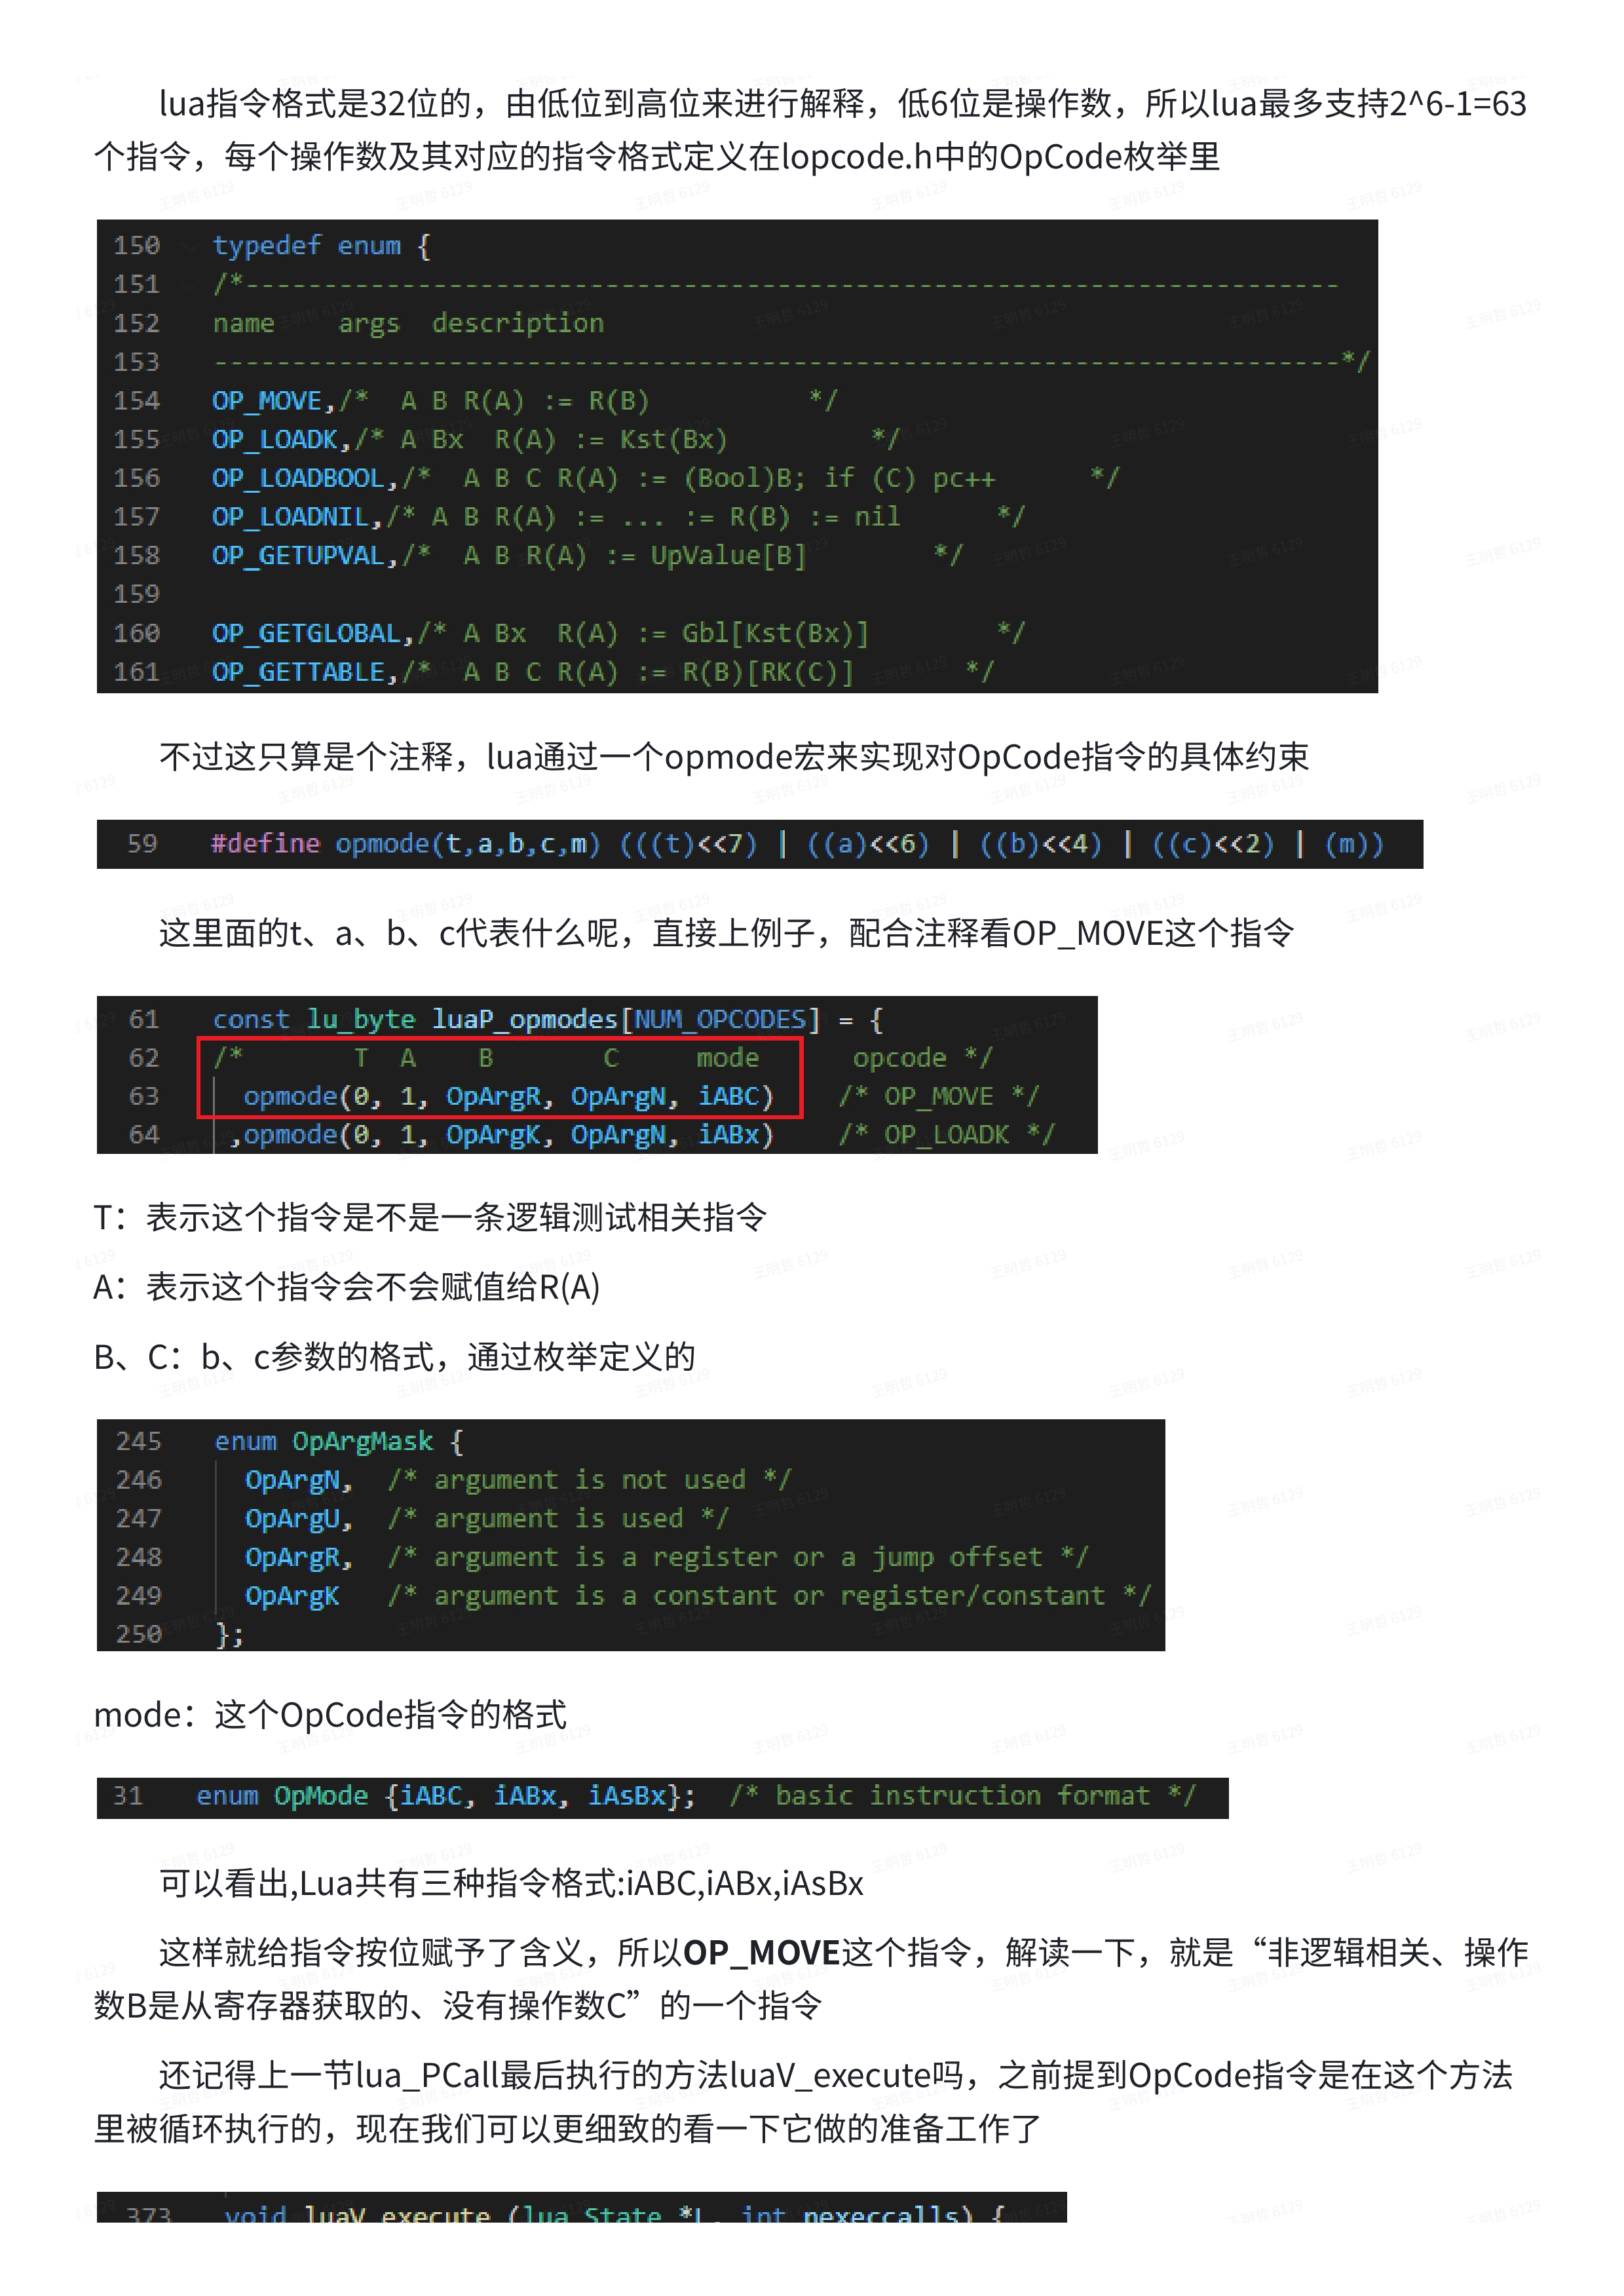 lua指令格式是32位的，由低位到高位来进行解释，低6位是操作数，所以lua最多支持2^6-1=63
个指令，每个操作数及其对应的指令格式定义在lopcode.h中的OpCode枚举里
150 typedef enum {
151 /*----------------------------------------------------------------------
152 name args description
153 ------------------------------------------------------------------------*/
154 OP_MOVE,/* A B R(A) := R(B) */
155 OP_LOADK,/* A Bx R(A) := Kst(Bx) */
156 OP_LOADBOOL,/* A B C R(A) := (Bool)B; if (C) pc++ */
157 OP_LOADNIL,/* A B R(A) := ... := R(B) := nil */
158 OP_GETUPVAL,/* A B R(A) := UpValue[B] */
159
160 OP_GETGLOBAL,/* A Bx R(A) := Gbl[Kst(Bx)] */
161 OP_GETTABLE,/* A B C R(A) := R(B)[RK(C)] */
不过这只算是个注释，lua通过一个opmode宏来实现对OpCode指令的具体约束
59 #define opmode(t,a,b,c,m) (((t)<<7) | ((a)<<6) | ((b)<<4) | ((c)<<2) | (m))
这里面的t、a、b、c代表什么呢，直接上例子，配合注释看OP_MOVE这个指令
61 const lu_byte luaP_opmodes[NUM_OPCODES] = {
62 /* T A B C mode opcode */
63 opmode(0, 1, OpArgR, OpArgN, iABC) /* OP_MOVE */
64 ,opmode(0, 1, OpArgK, OpArgN, iABx) /* OP_LOADK */
T：表示这个指令是不是一条逻辑测试相关指令
A：表示这个指令会不会赋值给R(A)
B、C：b、c参数的格式，通过枚举定义的
245 enum OpArgMask {
246 OpArgN, /* argument is not used */
247 OpArgU, /* argument is used */
248 OpArgR, /* argument is a register or a jump offset */
249 OpArgK /* argument is a constant or register/constant */
250 };
mode：这个OpCode指令的格式
31 enum OpMode {iABC, iABx, iAsBx}; /* basic instruction format */
可以看出,Lua共有三种指令格式:iABC,iABx,iAsBx
这样就给指令按位赋予了含义，所以OP_MOVE这个指令，解读一下，就是“非逻辑相关、操作
数B是从寄存器获取的、没有操作数C”的一个指令
还记得上一节lua_PCall最后执行的方法luaV_execute吗，之前提到OpCode指令是在这个方法
里被循环执行的，现在我们可以更细致的看一下它做的准备工作了
373 void luaV_execute (lua_State *L, int nexeccalls) {